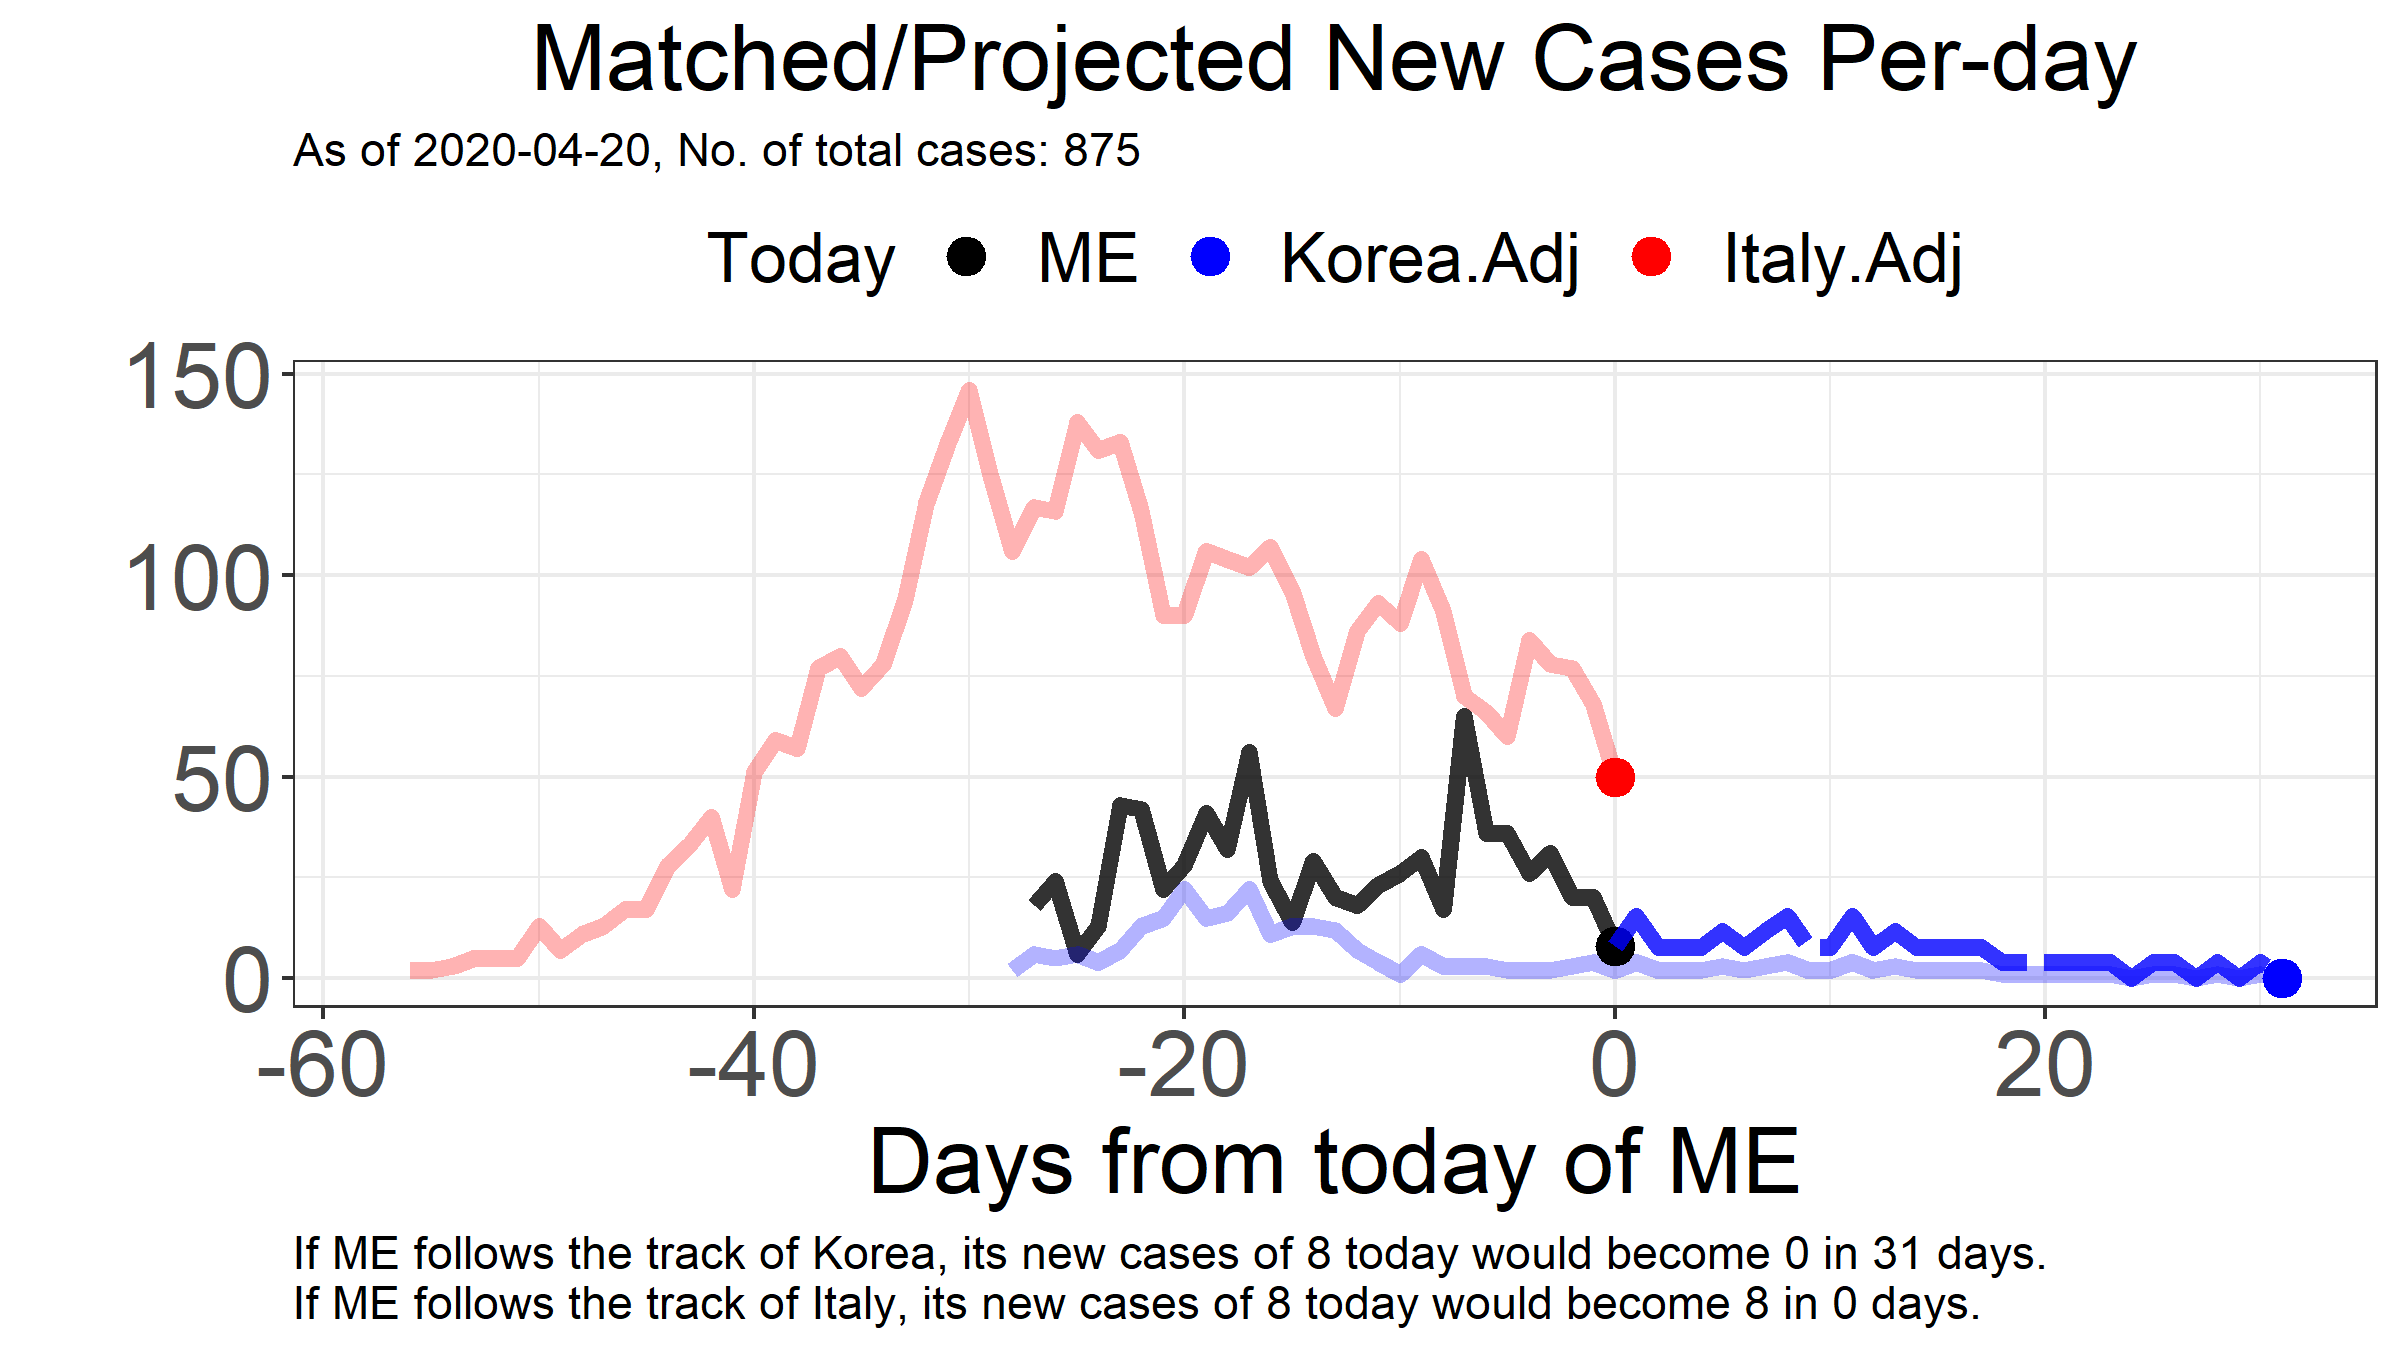 Matched/Projected New Cases Per-day
As of 2020-04-20, No. of total cases: 875
Today ME Korea.Adj Italy.Adj
150
100
50
0
-60 -40 -20 0 20
Days from today of ME
If ME follows the track of Korea, its new cases of 8 today would become 0 in 31 days.
If ME follows the track of Italy, its new cases of 8 today would become 8 in 0 days.